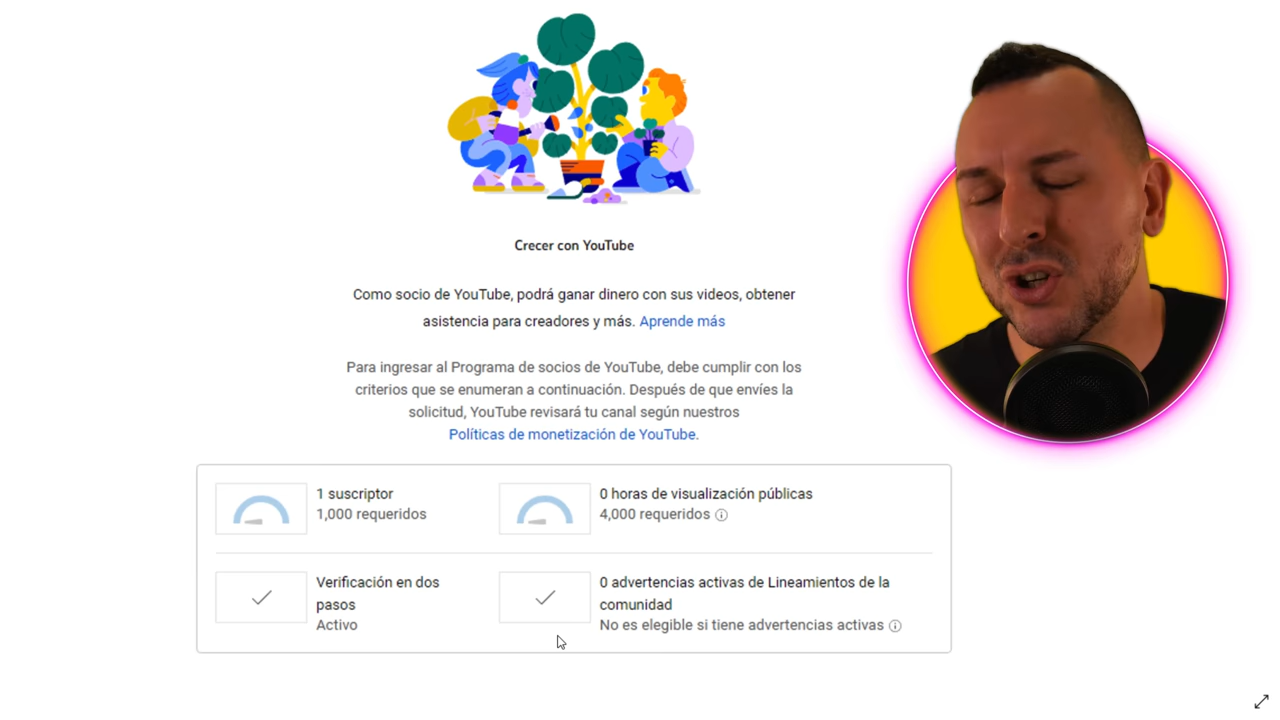 Crecer con YouTube
Como socio de YouTube, podrá ganar dinero con sus videos, obtener
asistencia para creadores y más. Aprende más
Para ingresar al Programa de socios de YouTube, debe cumplir con los
criterios que se enumeran a continuación. Después de que envíes la
solicitud, YouTube revisará tu canal según nuestros
Políticas de monetización de YouTube.
1 suscriptor
1,000 requeridos
0 horas de visualización públicas
4,000 requeridos
Verificación en dos
pasos
Activo
0 advertencias activas de Lineamientos de la
comunidad
No es elegible si tiene advertencias activas